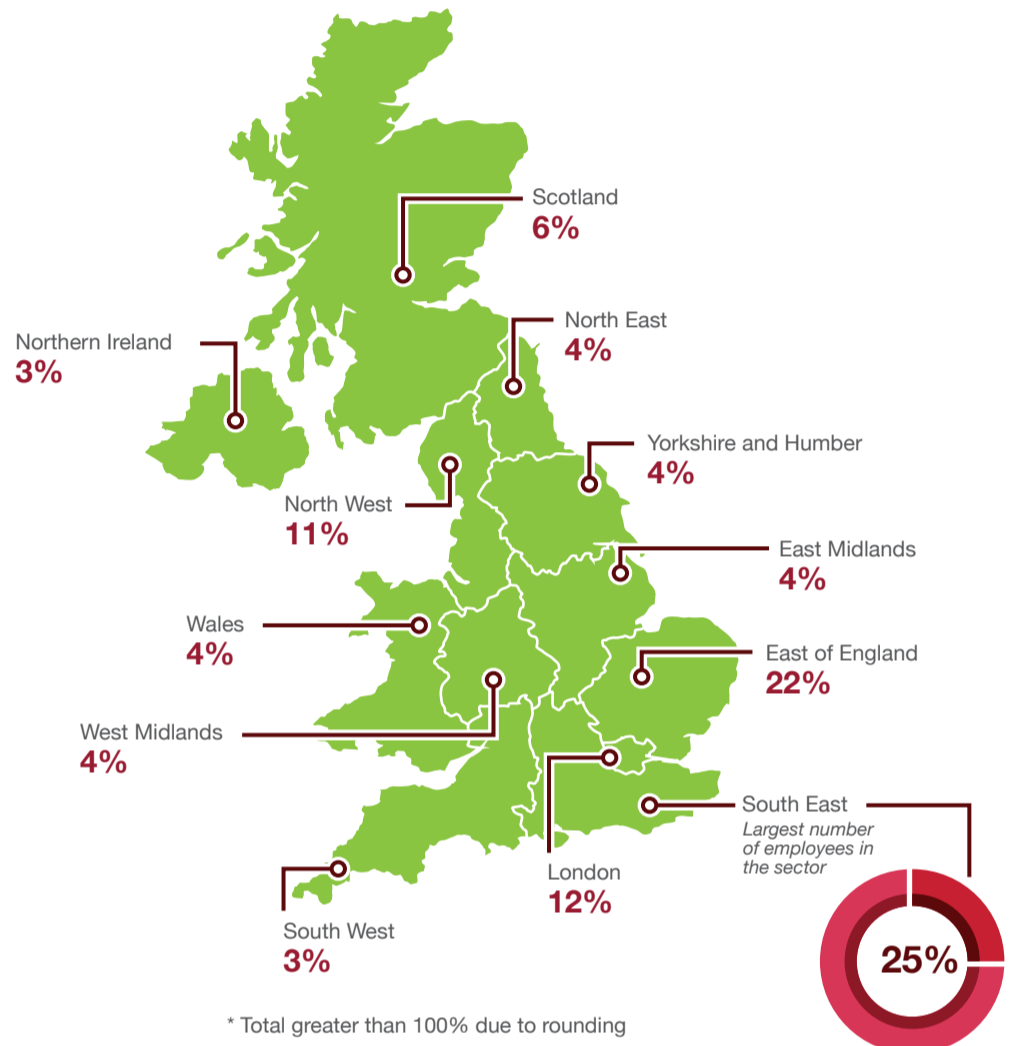 Scotland
6%
North East
4%
Northern Ireland
3%
Yorkshire and Humber
4%
North West
11%
East Midlands
4%
Wales
4%
East of England
22%
West Midlands
4%
South East
Largest number
of employees in
the sector
25%
London
12%
South West
3%
* Total greater than 100% due to rounding